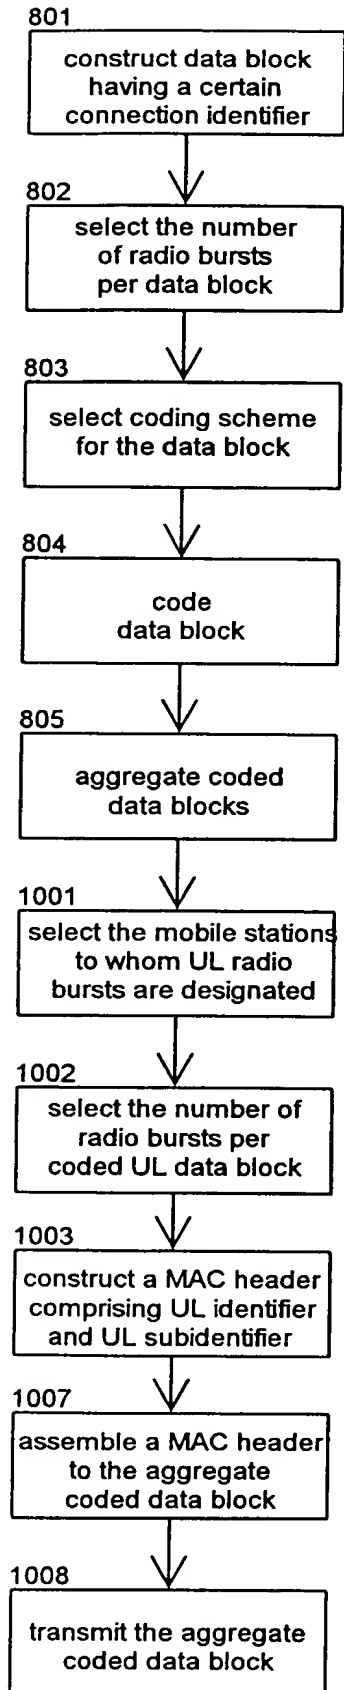 801
construct data block
having a certain
connection identifier
802
select the number
of radio bursts
per data block
803
select coding scheme
for the data block
804
code
data block
805
aggregate coded
data blocks
1001
select the mobile stations
to whom UL radio
bursts are designated
1002
select the number of
radio bursts per
coded UL data block
1003
construct a MAC header
comprising UL identifier
and UL subidentifier
1007
assemble a MAC header
to the aggregate
coded data block
1008
transmit the aggregate
coded data block